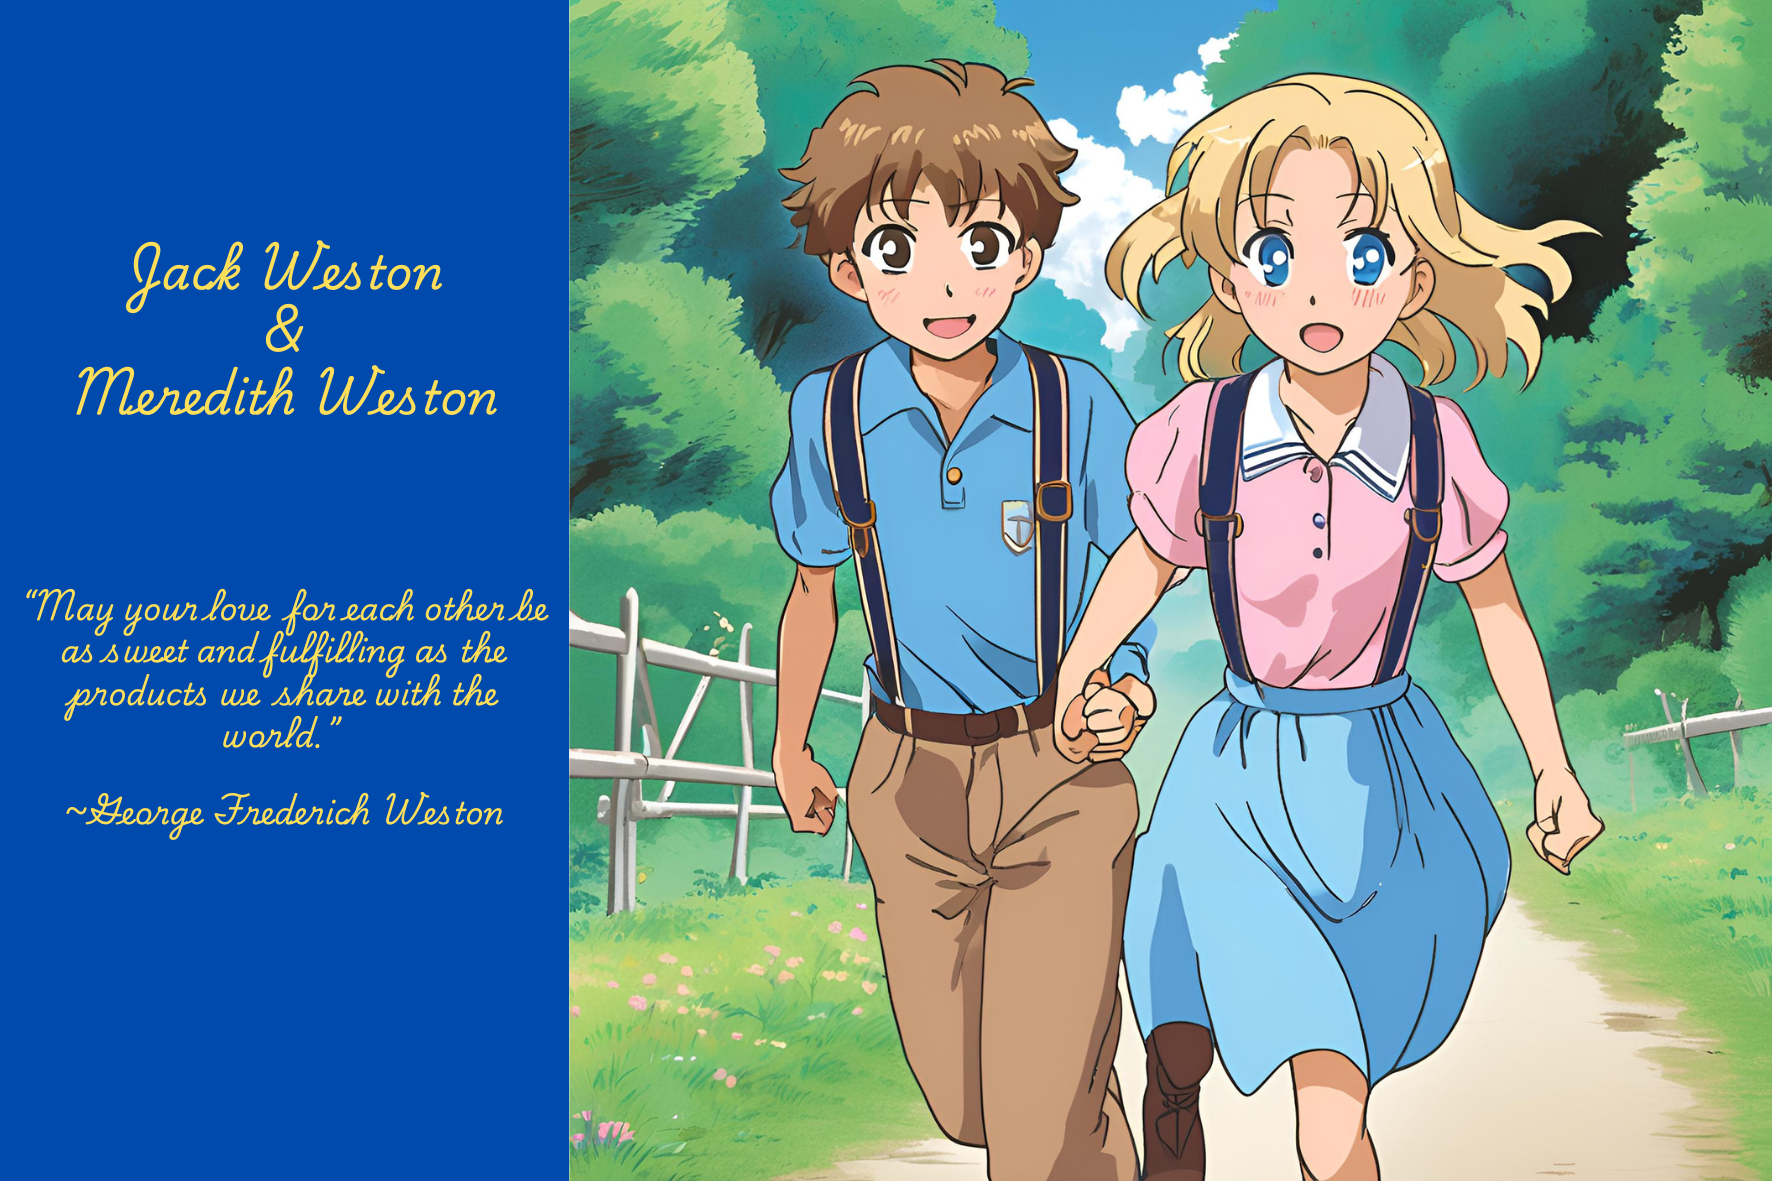 Jack Weston
&
Meredith Weston
“May your love for each other be
as sweet and fulfilling as the
products we share with the
world.”
~George Frederich Weston